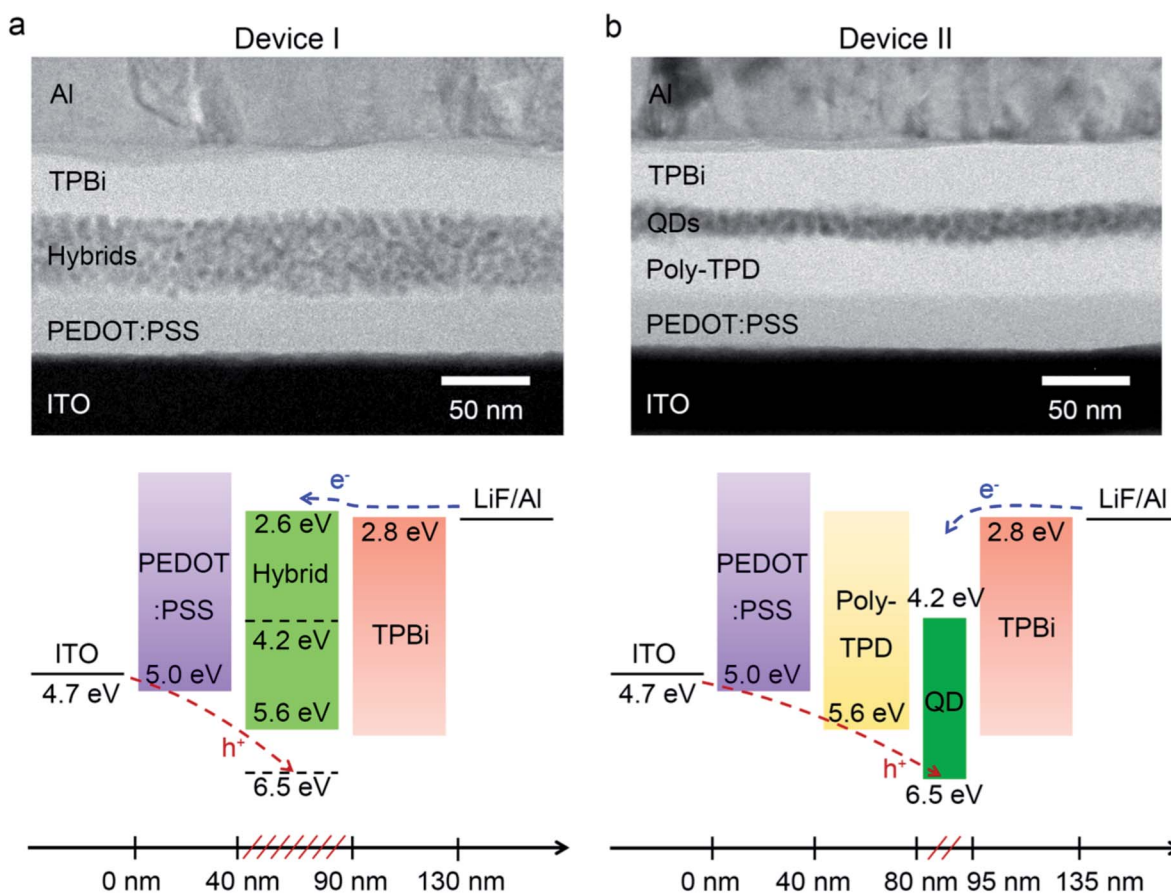 a
Device I
Al
TPBi
Hybrids
PEDOT:PSS
ITO
50 nm
e⁻
LiF/Al
2.6 eV
2.8 eV
PEDOT
:PSS
Hybrid
4.2 eV
TPBi
ITO
4.7 eV
5.0 eV
5.6 eV
h⁺
6.5 eV
0 nm
40 nm
90 nm
130 nm
b
Device II
Al
TPBi
QDs
Poly-TPD
PEDOT:PSS
ITO
50 nm
e⁻
LiF/Al
2.8 eV
PEDOT
:PSS
Poly-
TPD
4.2 eV
TPBi
ITO
4.7 eV
5.0 eV
5.6 eV
QD
h⁺
6.5 eV
0 nm
40 nm
80 nm
95 nm
135 nm